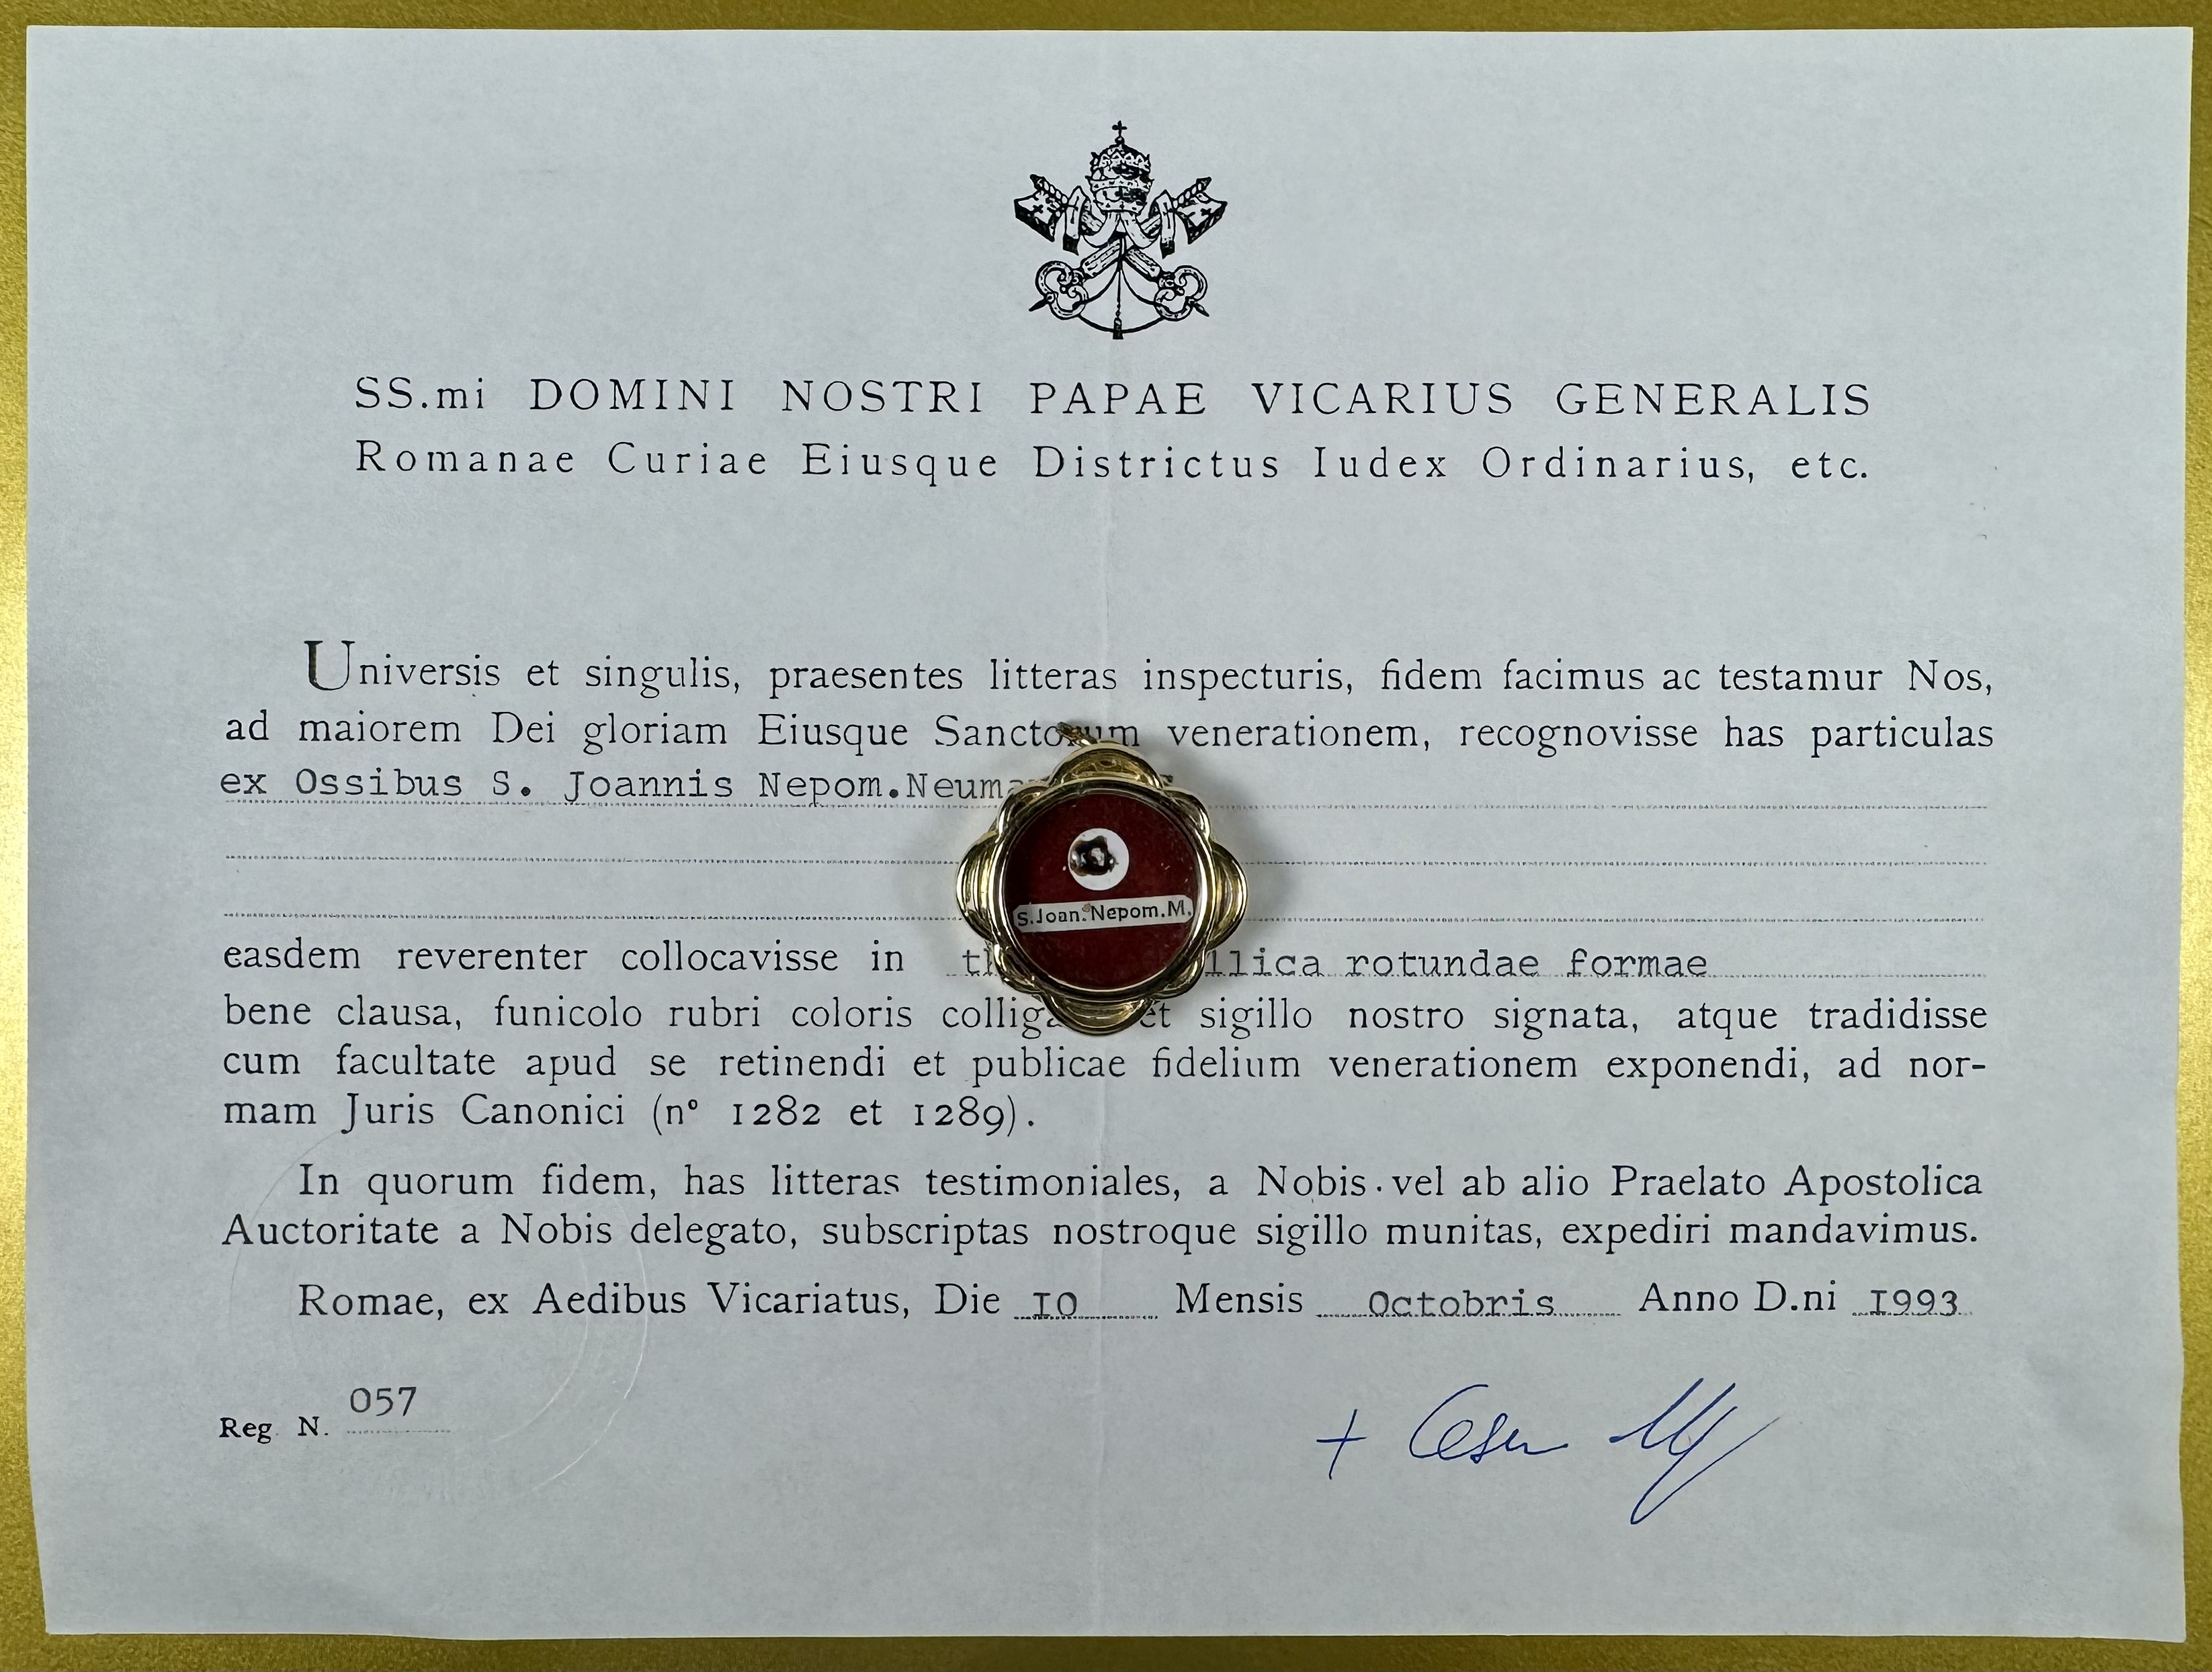 SS.mi DOMINI NOSTRI PAPAE VICARIUS GENERALIS
Romanae Curiae Eiusque Districtus Iudex Ordinarius, etc.
Universis et singulis, praesentes litteras inspecturis, fidem facimus ac testamur Nos,
ad maiorem Dei gloriam Eiusque Sanctorum venerationem, recognovisse has particulas
ex Ossibus S. Joannis Nepom.
S.Joan.Nepom.M.
easdem reverenter collocavisse in rotundae formae
bene clausa, funicolo rubri coloris et sigillo nostro signata, atque tradidisse
cum facultate apud se retinendi et publicae fidelium venerationem exponendi, ad nor-
mam Juris Canonici (n° 1282 et 1289).
In quorum fidem, has litteras testimoniales, a Nobis vel ab alio Praelato Apostolica
Auctoritate a Nobis delegato, subscriptas nostroque sigillo munitas, expediri mandavimus.
Romae, ex Aedibus Vicariatus, Die IO Mensis Octobris Anno D.ni I993
Reg. N. 057